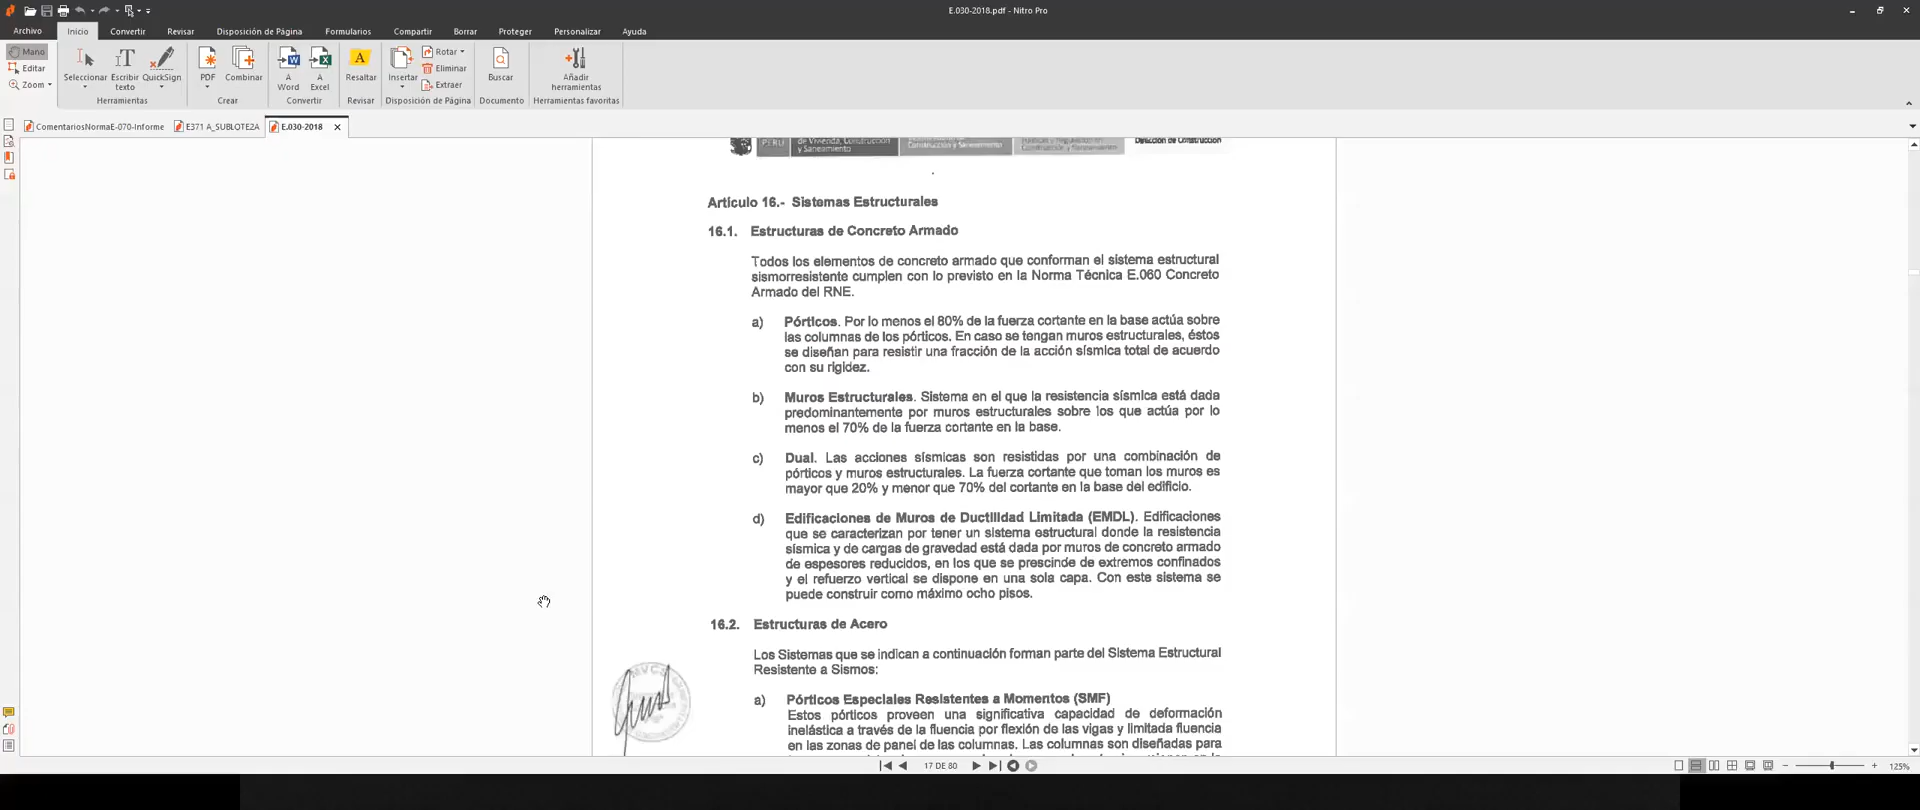 E.030-2018.pdf - Nitro Pro
Archivo Inicio Convertir Revisar Disposición de Página Formularios Compartir Borrar Proteger Personalizar Ayuda
Mano
Editar
Zoom
Seleccionar
Escribir texto
QuickSign
Herramientas
PDF
Combinar
Crear
A Word
A Excel
Convertir
Resaltar
Revisar
Insertar
Rotar
Eliminar
Extraer
Disposición de Página
Buscar
Documento
Añadir herramientas
Herramientas favoritas
ComentariosNormaE-070-Informe E371 A_SUBLOTE2A E.030-2018
PERÚ
de Vivienda, Construcción
y Saneamiento
Construcción y Saneamiento
Construcción y Saneamiento
Dirección de Construcción
Artículo 16.- Sistemas Estructurales
16.1. Estructuras de Concreto Armado
Todos los elementos de concreto armado que conforman el sistema estructural
sismorresistente cumplen con lo previsto en la Norma Técnica E.060 Concreto
Armado del RNE.
a) Pórticos. Por lo menos el 80% de la fuerza cortante en la base actúa sobre
las columnas de los pórticos. En caso se tengan muros estructurales, éstos
se diseñan para resistir una fracción de la acción sísmica total de acuerdo
con su rigidez.
b) Muros Estructurales. Sistema en el que la resistencia sísmica está dada
predominantemente por muros estructurales sobre los que actúa por lo
menos el 70% de la fuerza cortante en la base.
c) Dual. Las acciones sísmicas son resistidas por una combinación de
pórticos y muros estructurales. La fuerza cortante que toman los muros es
mayor que 20% y menor que 70% del cortante en la base del edificio.
d) Edificaciones de Muros de Ductilidad Limitada (EMDL). Edificaciones
que se caracterizan por tener un sistema estructural donde la resistencia
sísmica y de cargas de gravedad está dada por muros de concreto armado
de espesores reducidos, en los que se prescinde de extremos confinados
y el refuerzo vertical se dispone en una sola capa. Con este sistema se
puede construir como máximo ocho pisos.
16.2. Estructuras de Acero
Los Sistemas que se indican a continuación forman parte del Sistema Estructural
Resistente a Sismos:
a) Pórticos Especiales Resistentes a Momentos (SMF)
Estos pórticos proveen una significativa capacidad de deformación
inelástica a través de la fluencia por flexión de las vigas y limitada fluencia
en las zonas de panel de las columnas. Las columnas son diseñadas para
17 DE 80
125%